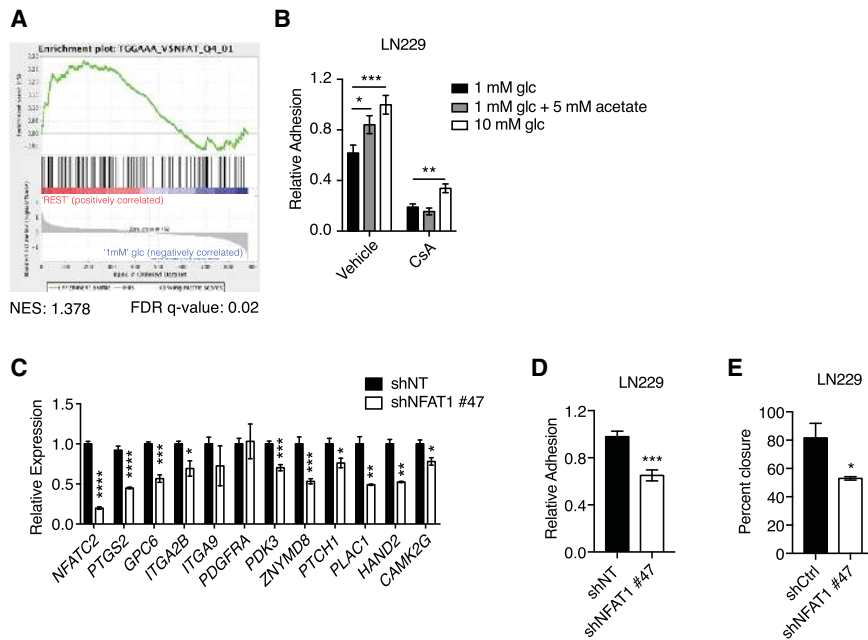 A
Enrichment plot: TGGAAA_V$NFAT_Q4_01
'REST' (positively correlated)
'1mM' glc (negatively correlated)
NES: 1.378
FDR q-value: 0.02
B
LN229
Relative Adhesion
1.2
0.8
0.4
0.0
***
*
**
1 mM glc
1 mM glc + 5 mM acetate
10 mM glc
Vehicle
CsA
C
shNT
shNFAT1 #47
Relative Expression
1.5
1.0
0.5
0.0
****
****
***
*
***
***
*
**
**
*
NFATC2
PTGS2
GPC6
ITGA2B
ITGA9
PDGFRA
PDK3
ZNYMD8
PTCH1
PLAC1
HAND2
CAMK2G
D
LN229
Relative Adhesion
1.2
0.8
0.4
0.0
***
shNT
shNFAT1 #47
E
LN229
Percent closure
100
80
60
40
20
0
*
shCtrl
shNFAT1 #47